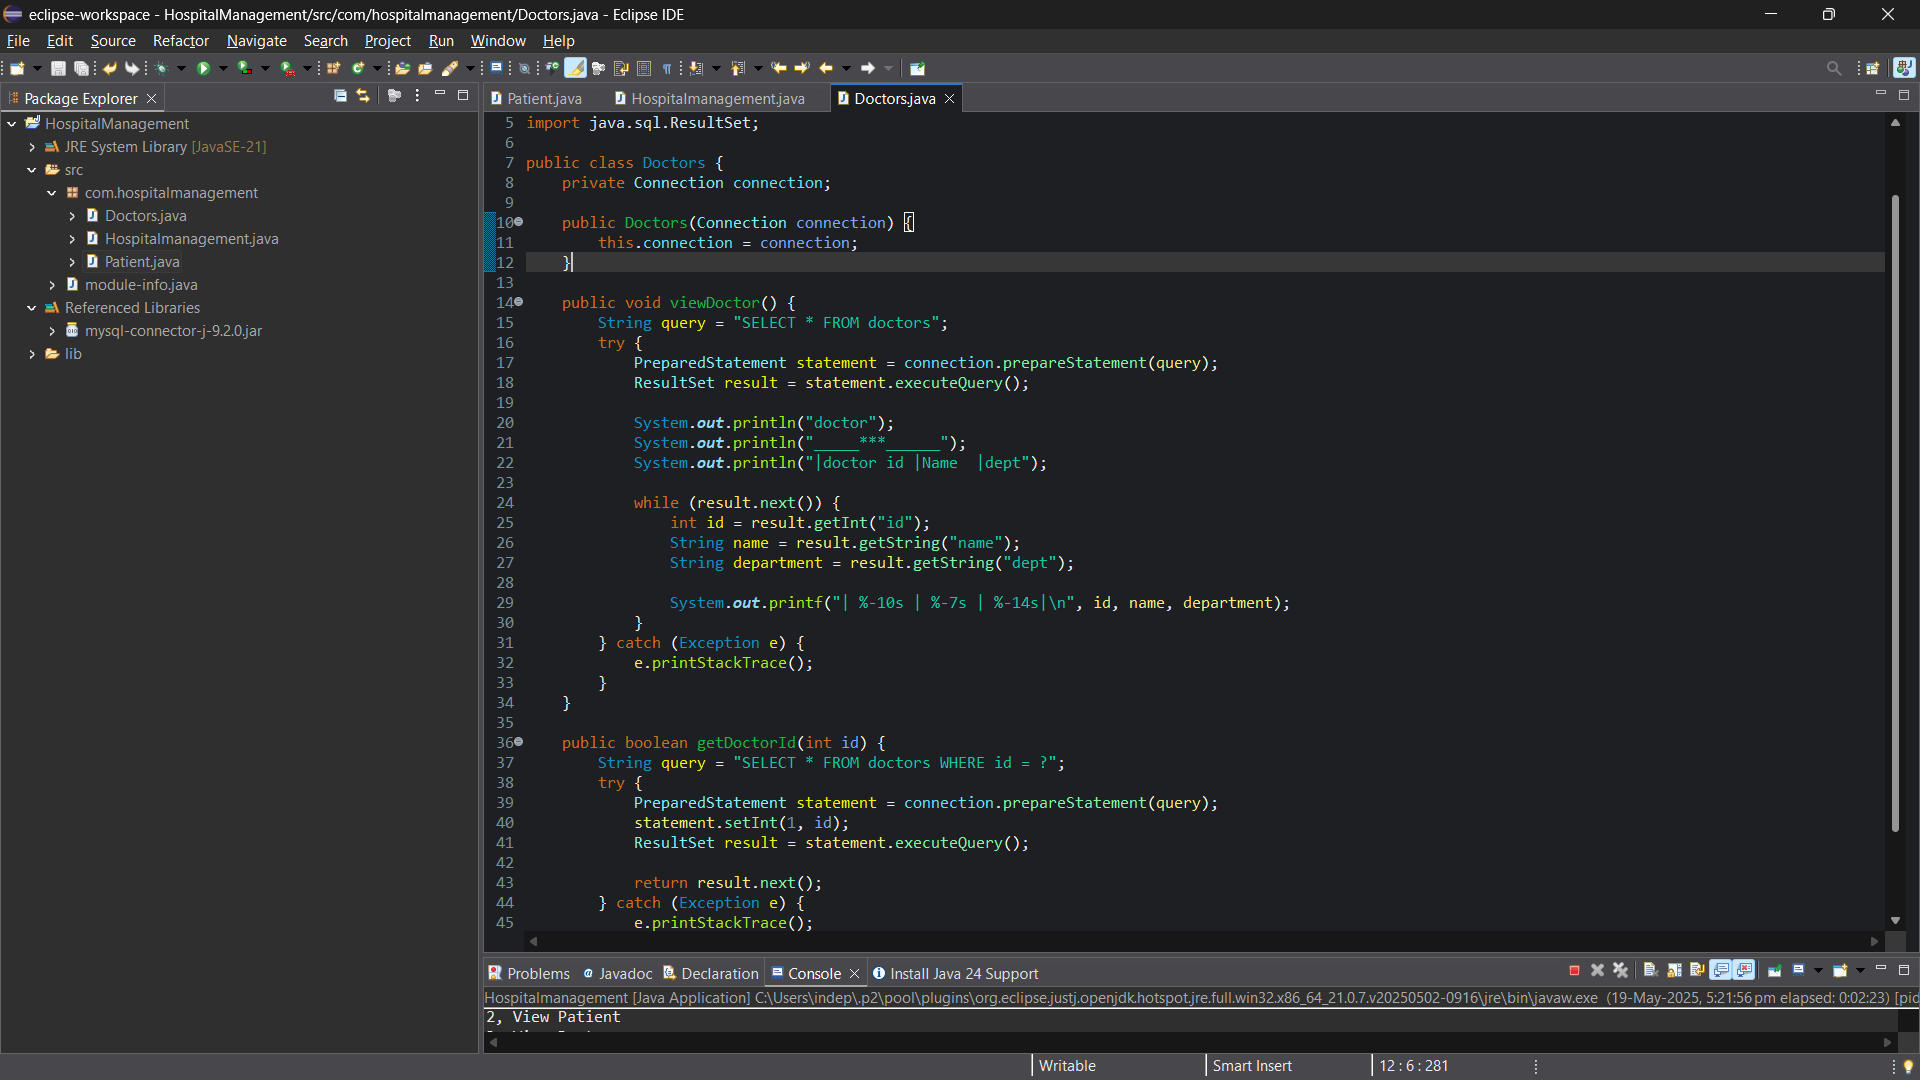 eclipse-workspace - HospitalManagement/src/com/hospitalmanagement/Doctors.java - Eclipse IDE
File Edit Source Refactor Navigate Search Project Run Window Help
Package Explorer
HospitalManagement
JRE System Library [JavaSE-21]
src
com.hospitalmanagement
Doctors.java
Hospitalmanagement.java
Patient.java
module-info.java
Referenced Libraries
mysql-connector-j-9.2.0.jar
lib
Patient.java Hospitalmanagement.java Doctors.java
5 import java.sql.ResultSet;
6
7 public class Doctors {
8     private Connection connection;
9
10     public Doctors(Connection connection) {
11         this.connection = connection;
12     }
13
14     public void viewDoctor() {
15         String query = "SELECT * FROM doctors";
16         try {
17             PreparedStatement statement = connection.prepareStatement(query);
18             ResultSet result = statement.executeQuery();
19
20             System.out.println("doctor");
21             System.out.println("_____***______");
22             System.out.println("|doctor id |Name  |dept");
23
24             while (result.next()) {
25                 int id = result.getInt("id");
26                 String name = result.getString("name");
27                 String department = result.getString("dept");
28
29                 System.out.printf("| %-10s | %-7s | %-14s|\n", id, name, department);
30             }
31         } catch (Exception e) {
32             e.printStackTrace();
33         }
34     }
35
36     public boolean getDoctorId(int id) {
37         String query = "SELECT * FROM doctors WHERE id = ?";
38         try {
39             PreparedStatement statement = connection.prepareStatement(query);
40             statement.setInt(1, id);
41             ResultSet result = statement.executeQuery();
42
43             return result.next();
44         } catch (Exception e) {
45             e.printStackTrace();
Problems Javadoc Declaration Console Install Java 24 Support
Hospitalmanagement [Java Application] C:\Users\indep\.p2\pool\plugins\org.eclipse.justj.openjdk.hotspot.jre.full.win32.x86_64_21.0.7.v20250502-0916\jre\bin\javaw.exe (19-May-2025, 5:21:56 pm elapsed: 0:02:23) [pid
2, View Patient
Writable Smart Insert 12 : 6 : 281